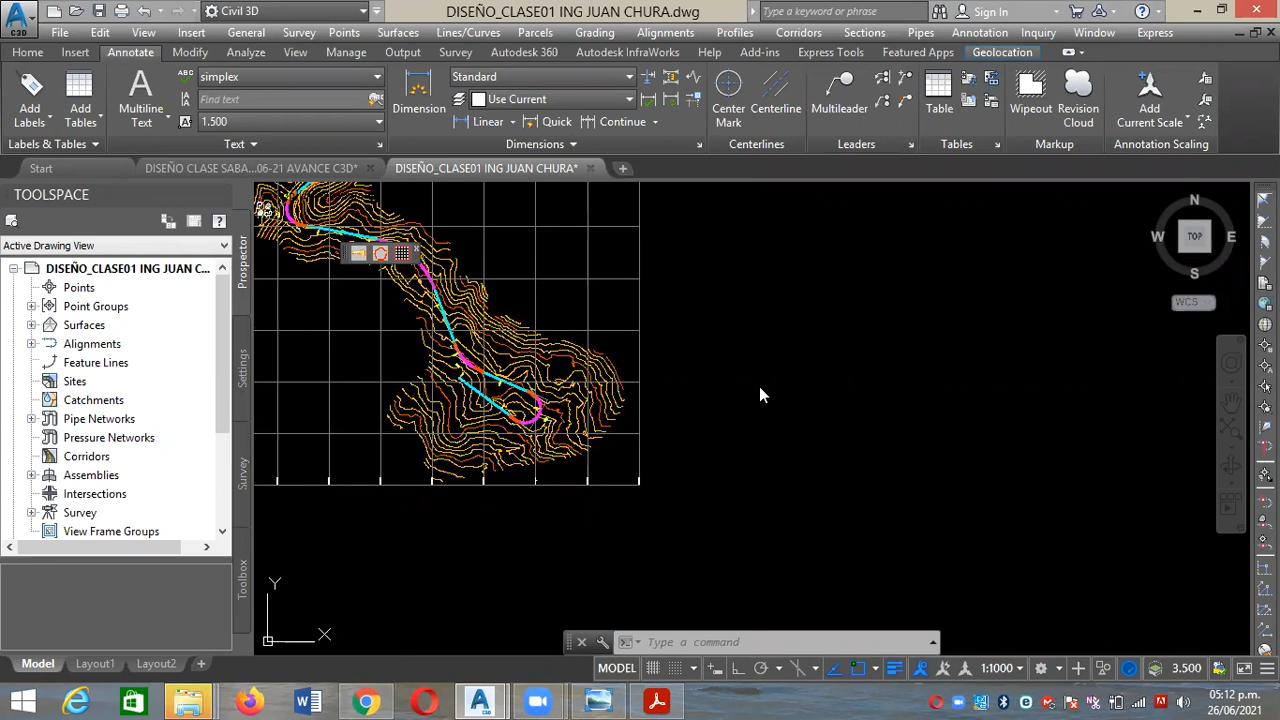 Civil 3D
DISEÑO_CLASE01 ING JUAN CHURA.dwg
Type a keyword or phrase
Sign In
C3D
File Edit View Insert General Survey Points Surfaces Lines/Curves Parcels Grading Alignments Profiles Corridors Sections Pipes Annotation Inquiry Window Express
Home Insert Annotate Modify Analyze View Manage Output Survey Autodesk 360 Autodesk InfraWorks Help Add-ins Express Tools Featured Apps Geolocation
Add Labels
Add Tables
Labels & Tables
Multiline Text
simplex
Find text
1.500
Text
Dimension
Standard
Use Current
Linear Quick Continue
Dimensions
Center Mark
Centerline
Centerlines
Multileader
Leaders
Table
Wipeout
Revision Cloud
Markup
Add Current Scale
Annotation Scaling
Start
DISEÑO CLASE SABA...06-21 AVANCE C3D*
DISEÑO_CLASE01 ING JUAN CHURA*
TOOLSPACE
Active Drawing View
DISEÑO_CLASE01 ING JUAN C...
Points
Point Groups
Surfaces
Alignments
Feature Lines
Sites
Catchments
Pipe Networks
Pressure Networks
Corridors
Assemblies
Intersections
Survey
View Frame Groups
Prospector
Settings
Survey
Toolbox
N
W TOP E
S
WCS
Y
X
Type a command
Model Layout1 Layout2
MODEL
1:1000
3.500
05:12 p.m.
26/06/2021